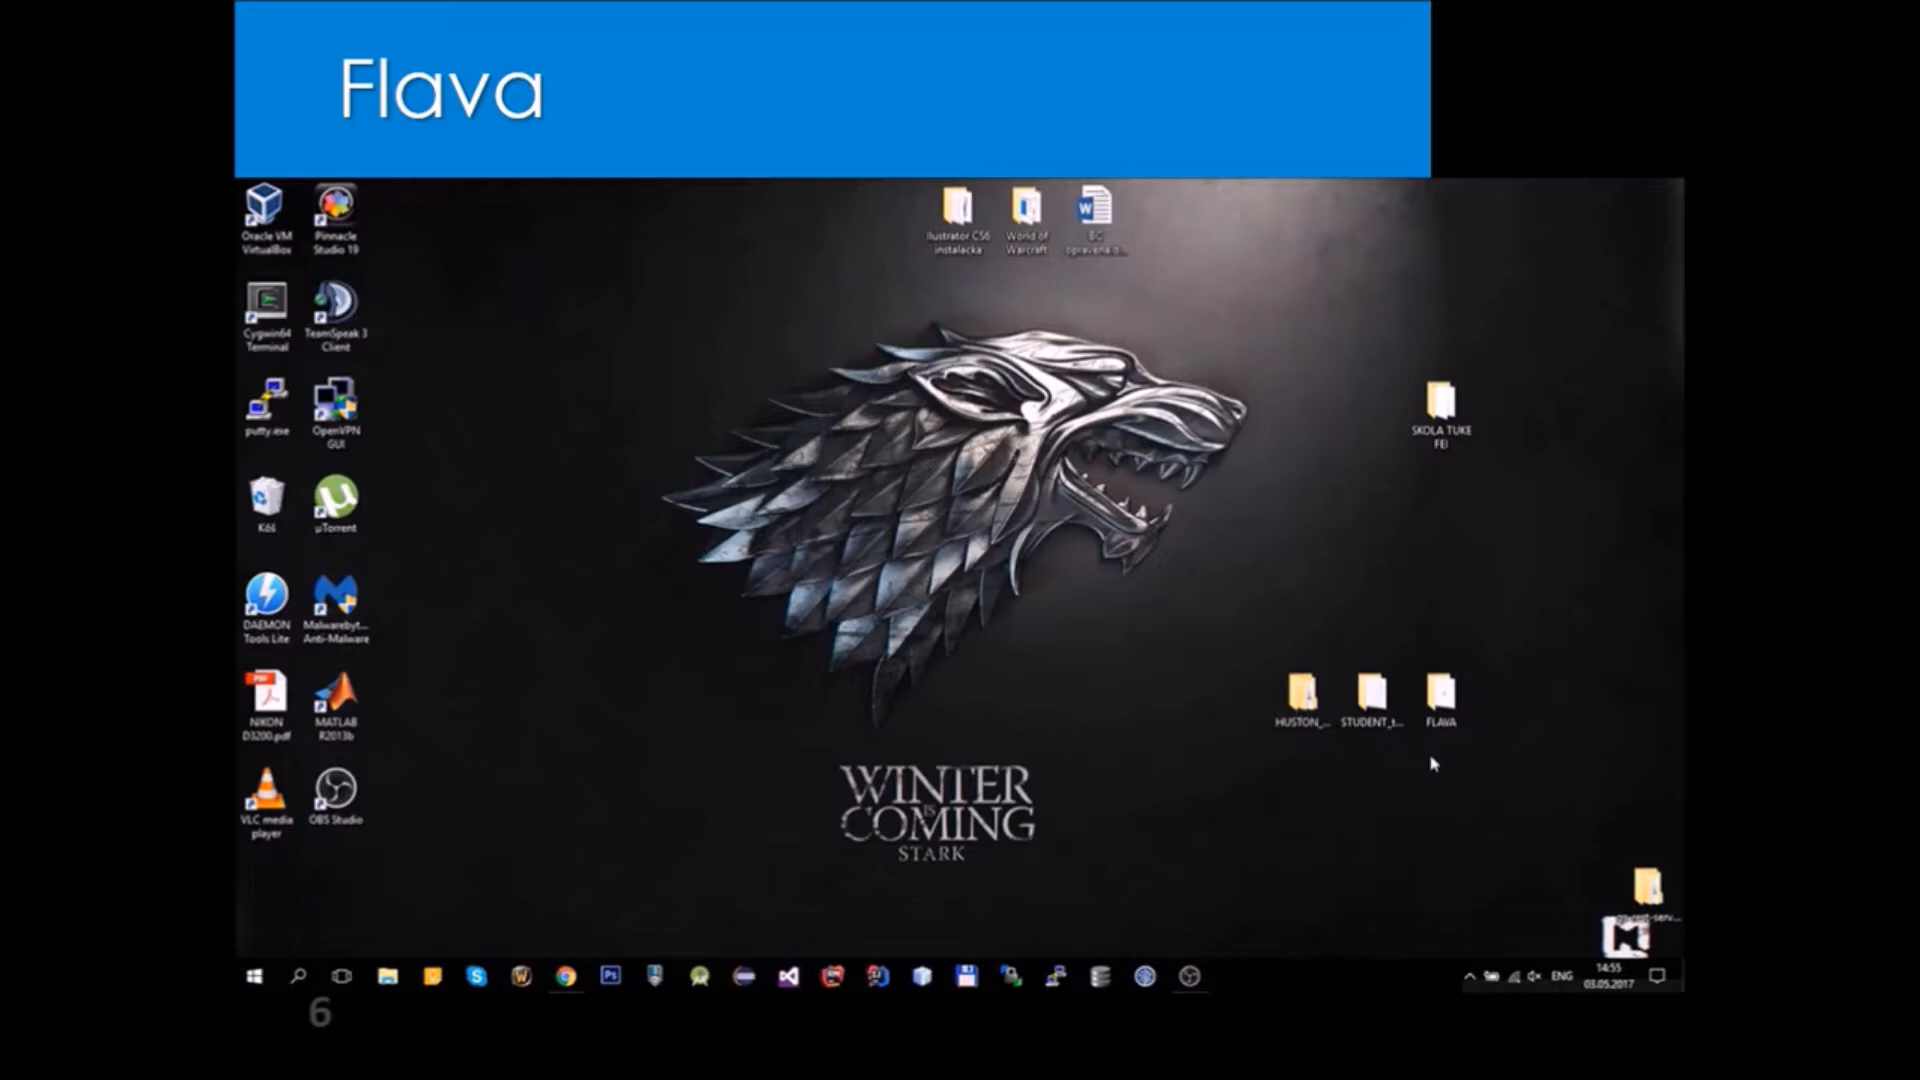 Flava
Oracle VM
VirtualBox
Pinnacle
Studio 19
Ilustrator CS6
instalacka
World of
Warcraft
BC
opravena.d...
Cygwin64
Terminal
TeamSpeak 3
Client
putty.exe
OpenVPN
GUI
SKOLA TUKE
FEI
Kôš
µTorrent
DAEMON
Tools Lite
Malwarebyt...
Anti-Malware
NIKON
D3200.pdf
MATLAB
R2013b
HUSTON_...
STUDENT_t...
FLAVA
VLC media
player
OBS Studio
WINTER
IS
COMING
STARK
ENG
14:55
03.05.2017
6